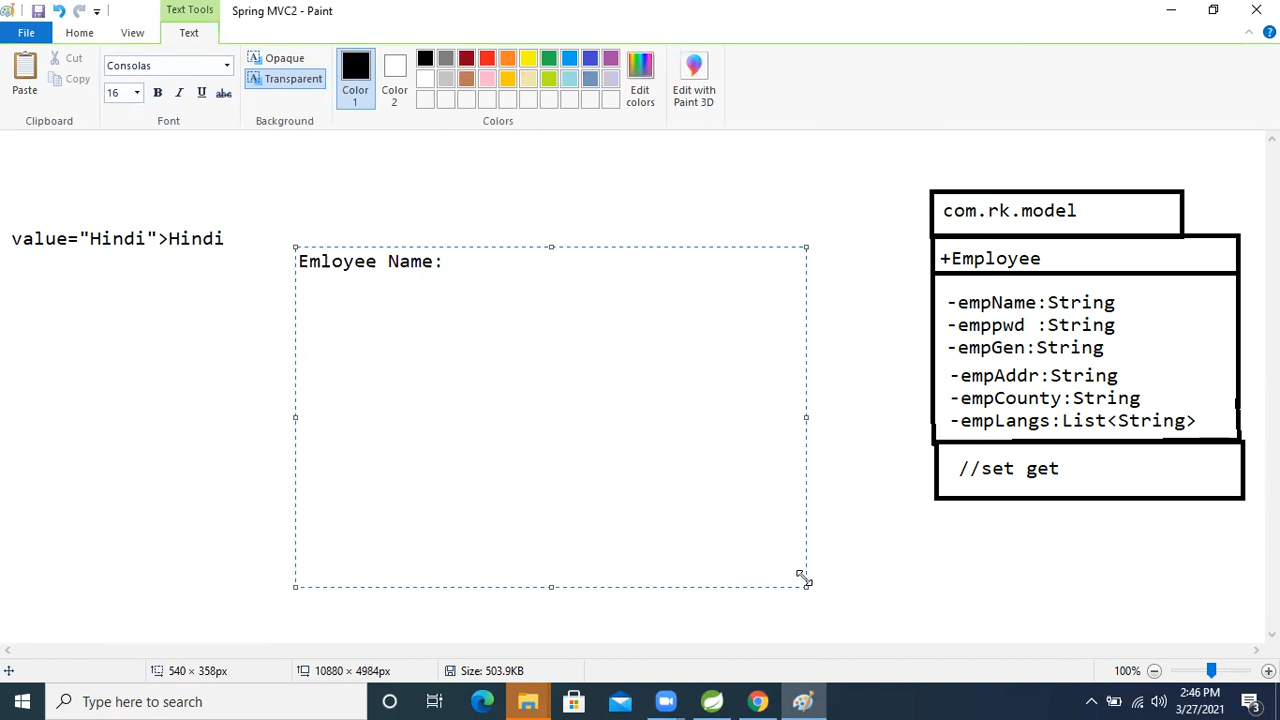 Text Tools
Spring MVC2 - Paint
File
Home
View
Text
Paste
Cut
Copy
Clipboard
Consolas
16
B I U abc
Font
Opaque
Transparent
Background
Color 1
Color 2
Edit colors
Colors
Edit with Paint 3D
value="Hindi">Hindi
Emloyee Name:
com.rk.model
+Employee
-empName:String
-emppwd :String
-empGen:String
-empAddr:String
-empCounty:String
-empLangs:List<String>
//set get
540 × 358px
10880 × 4984px
Size: 503.9KB
100%
Type here to search
2:46 PM
3/27/2021
3